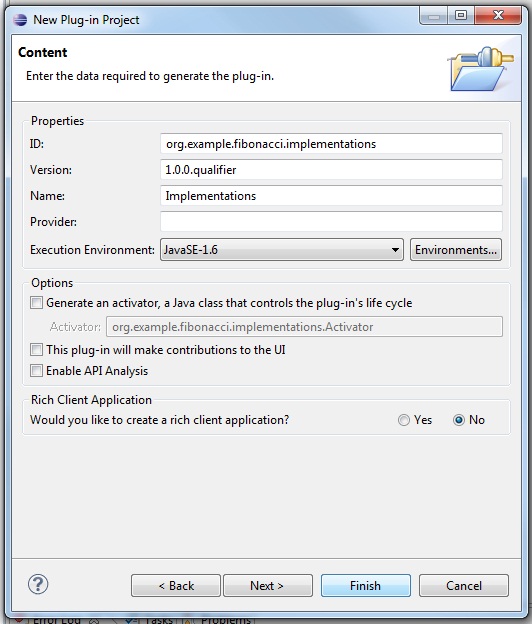 New Plug-in Project
Content
Enter the data required to generate the plug-in.
Properties
ID: org.example.fibonacci.implementations
Version: 1.0.0.qualifier
Name: Implementations
Provider:
Execution Environment: JavaSE-1.6 Environments...
Options
Generate an activator, a Java class that controls the plug-in's life cycle
Activator: org.example.fibonacci.implementations.Activator
This plug-in will make contributions to the UI
Enable API Analysis
Rich Client Application
Would you like to create a rich client application? Yes No
? < Back Next > Finish Cancel
Error Log Tasks Problems